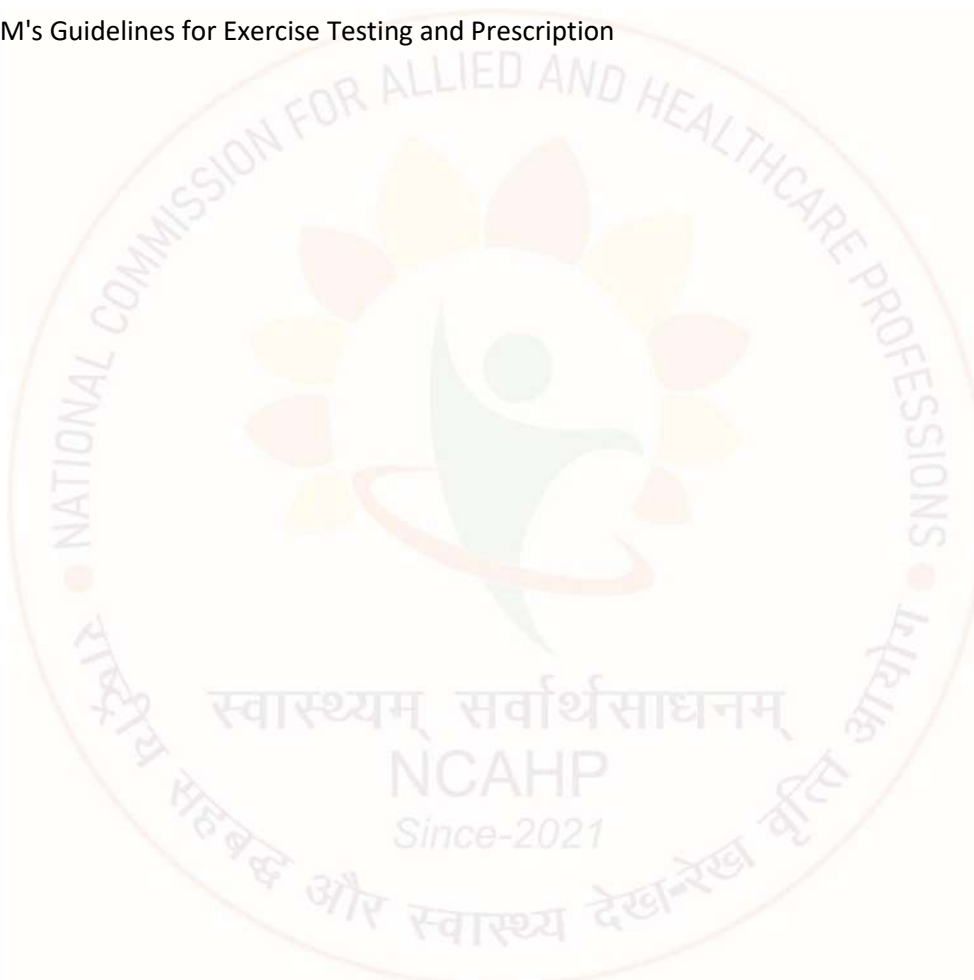 M's Guidelines for Exercise Testing and Prescription
NATIONAL COMMISSION FOR ALLIED AND HEALTHCARE PROFESSIONS
स्वास्थ्यम् सर्वार्थसाधनम्
NCAHP
Since-2021
राष्ट्रीय सहबद्ध और स्वास्थ्य देख-रेख वृत्ति आयोग